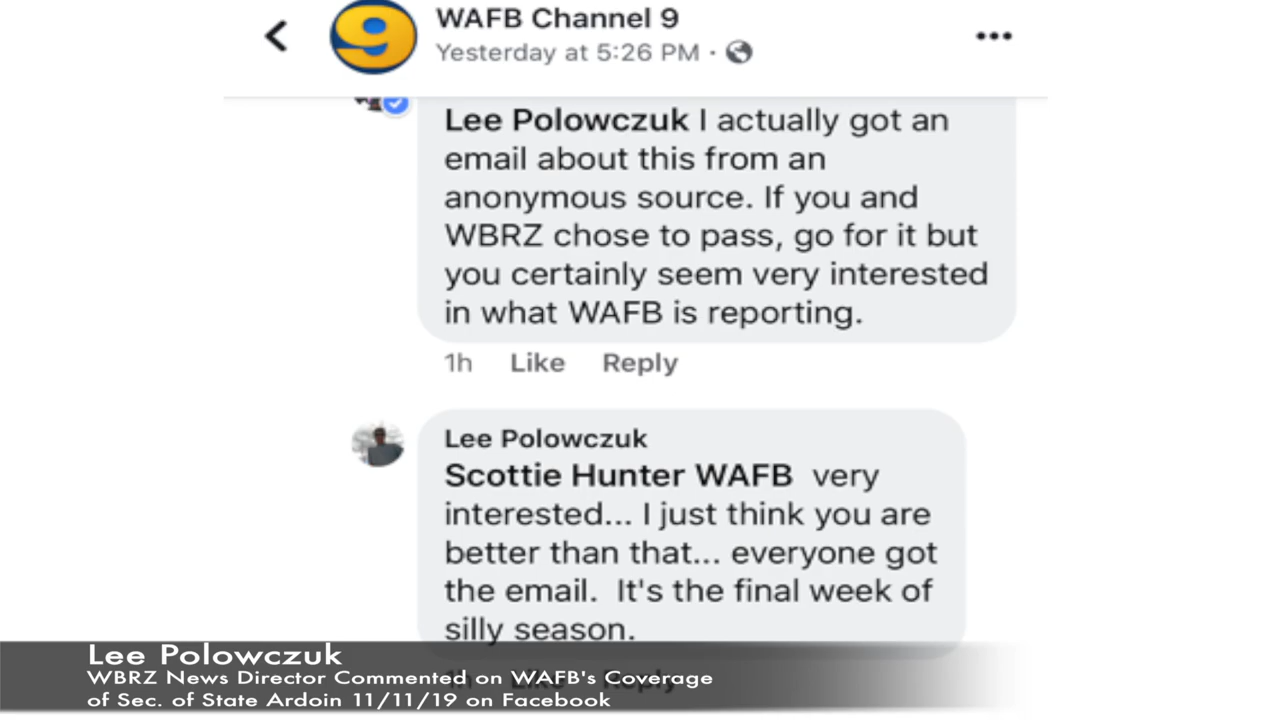 WAFB Channel 9
Yesterday at 5:26 PM ·
9
Lee Polowczuk I actually got an
email about this from an
anonymous source. If you and
WBRZ chose to pass, go for it but
you certainly seem very interested
in what WAFB is reporting.
1h Like Reply
Lee Polowczuk
Scottie Hunter WAFB very
interested... I just think you are
better than that... everyone got
the email. It's the final week of
silly season.
1h Like Reply
Lee Polowczuk
WBRZ News Director Commented on WAFB's Coverage
of Sec. of State Ardoin 11/11/19 on Facebook